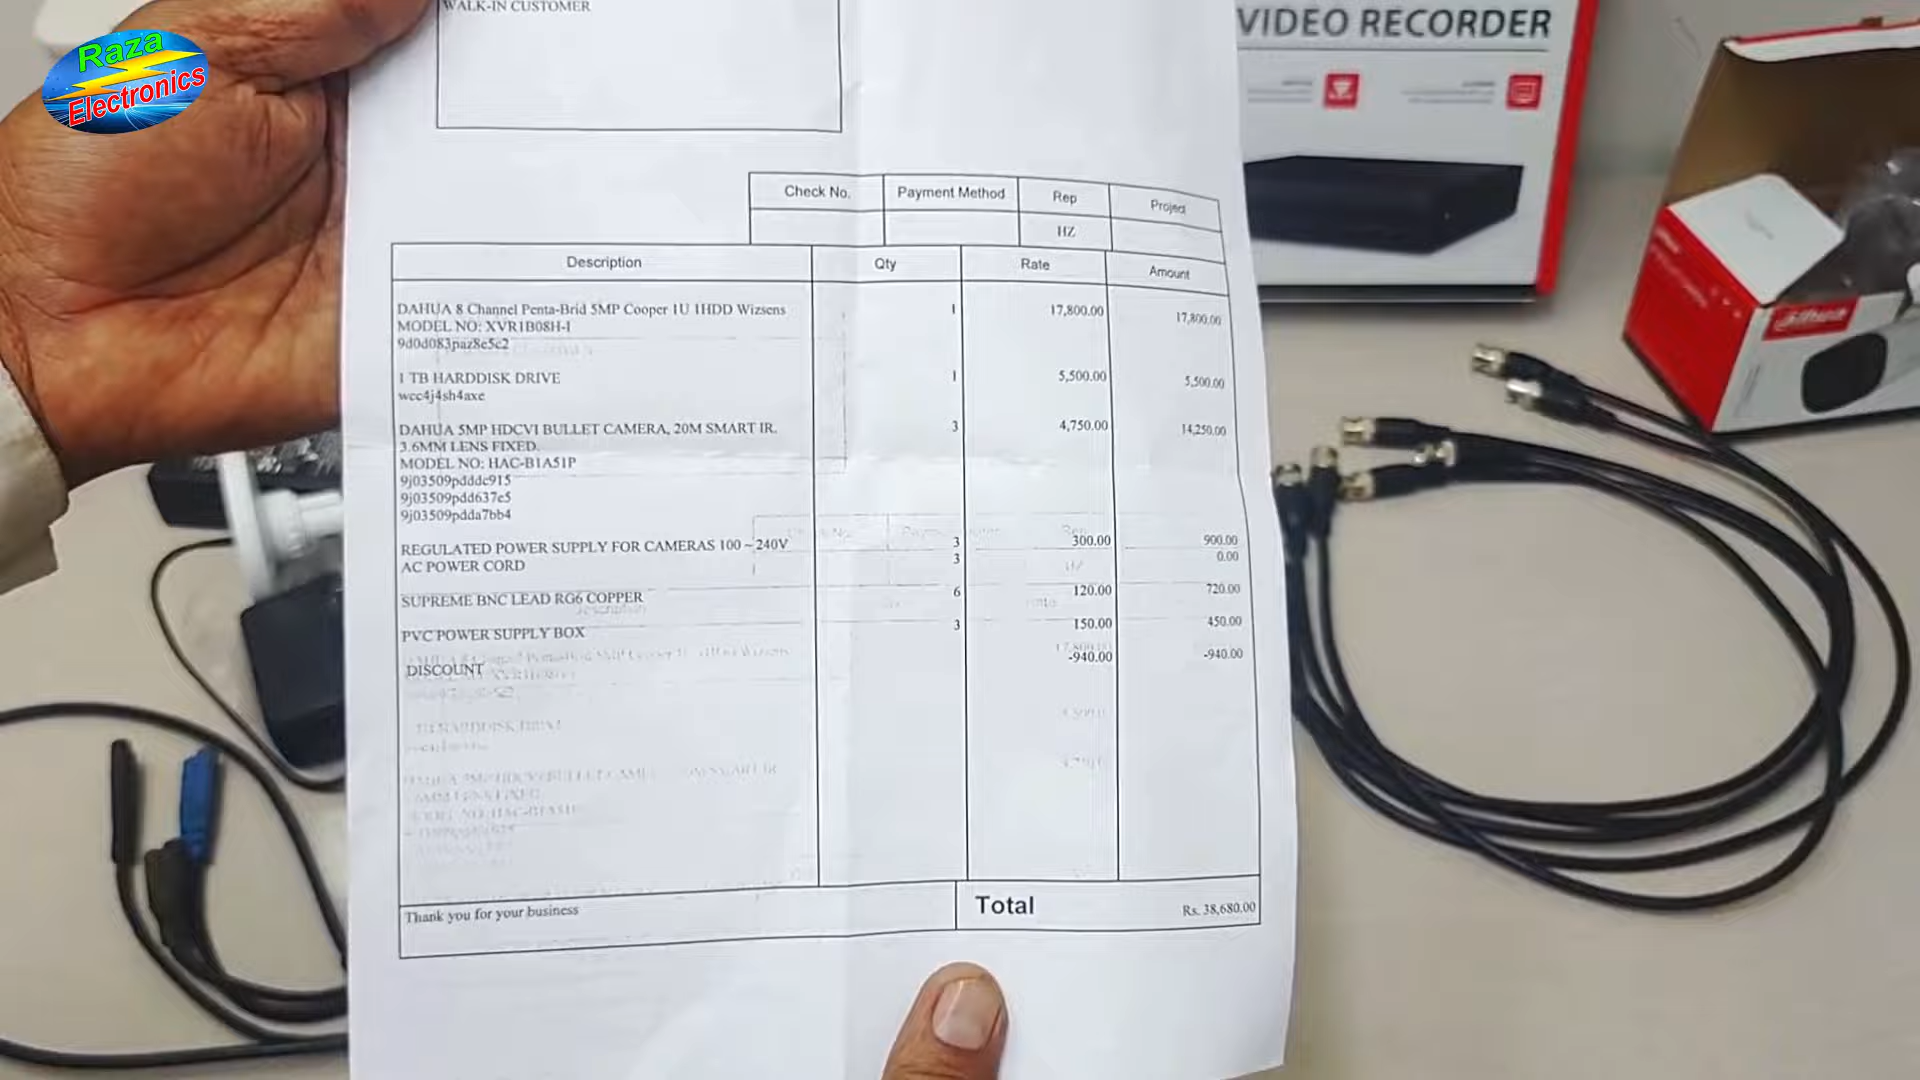 Raza
Electronics
WALK-IN CUSTOMER
VIDEO RECORDER
Check No. Payment Method Rep Project
HZ
Description Qty Rate Amount
DAHUA 8 Channel Penta-Brid 5MP Cooper 1U 1HDD Wizsens 1 17,800.00 17,800.00
MODEL NO: XVR1B08H-I
9d0d083paz8e5c2
1 TB HARDDISK DRIVE 1 5,500.00 5,500.00
wcc4j4sh4axe
DAHUA 5MP HDCVI BULLET CAMERA, 20M SMART IR, 3 4,750.00 14,250.00
3.6MM LENS FIXED.
MODEL NO: HAC-B1A51P
9j03509pdddc915
9j03509pdd637e5
9j03509pdda7bb4
REGULATED POWER SUPPLY FOR CAMERAS 100 ~ 240V 3 300.00 900.00
AC POWER CORD 3 0.00
SUPREME BNC LEAD RG6 COPPER 6 120.00 720.00
PVC POWER SUPPLY BOX 3 150.00 450.00
DISCOUNT -940.00 -940.00
Thank you for your business
Total Rs. 38,680.00
alhua